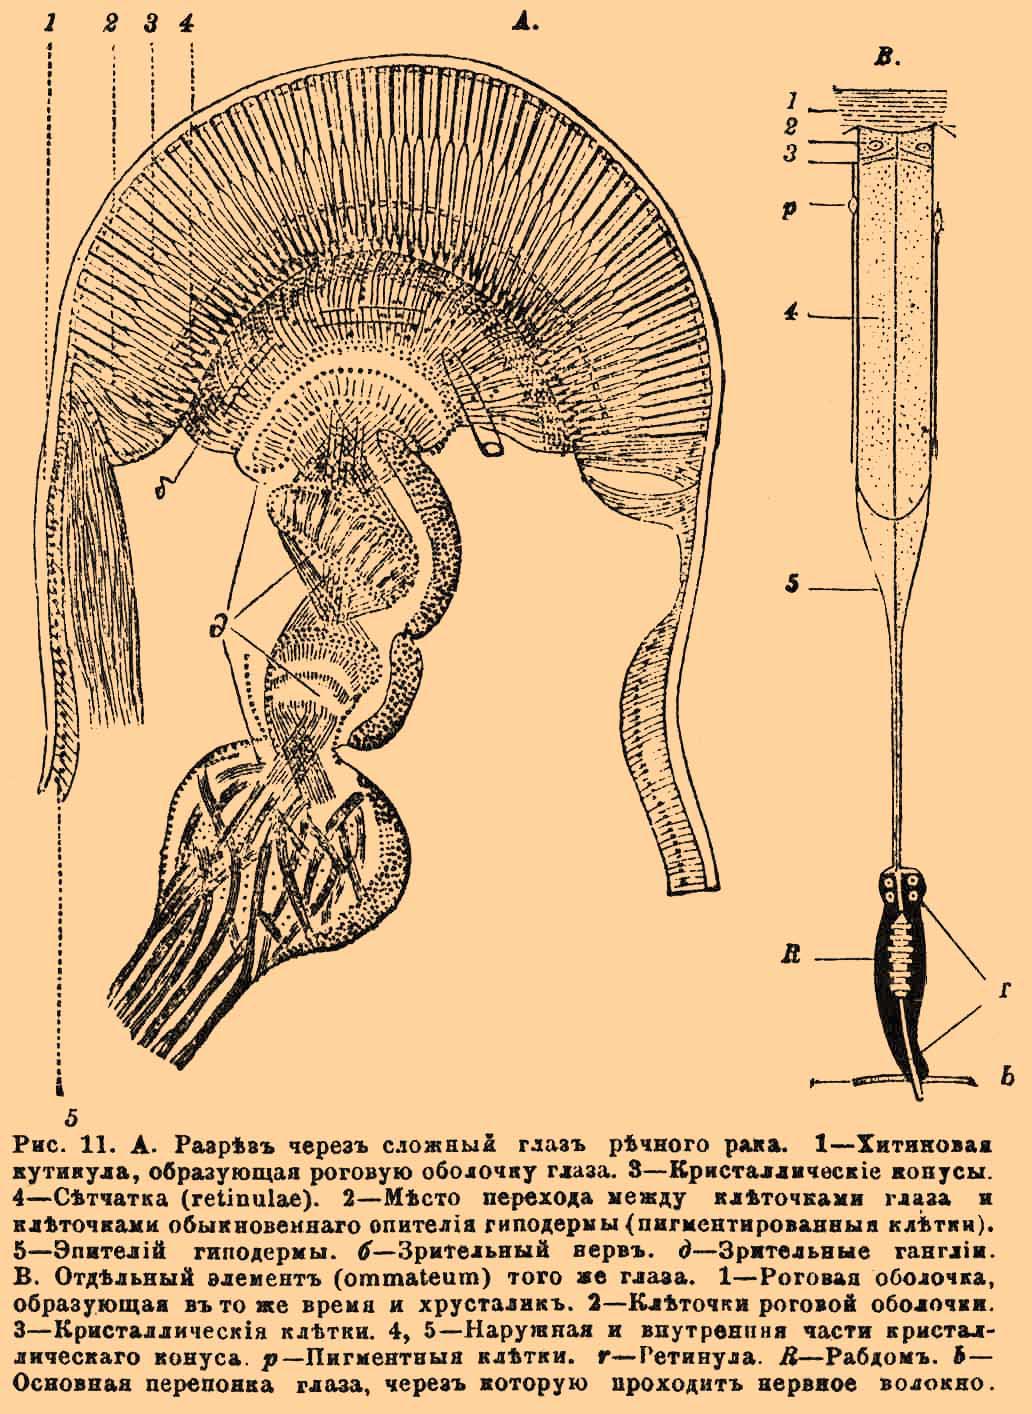 1 2 3 4 A.
B.
1
2
3
p
4
б
5
д
R
r
b
5
Рис. 11. А. Разрѣвъ черезъ сложный глазъ рѣчного рака. 1—Хитиновая
кутикула, образующая роговую оболочку глаза. 3—Кристаллическіе конусы.
4—Сѣтчатка (retinulae). 2—Мѣсто перехода между клѣточками глаза и
клѣточками обыкновеннаго эпителія гиподермы (пигментированныя клѣтки).
5—Эпителій гиподермы. б—Зрительный нервъ. д—Зрительные гангліи.
В. Отдѣльный элементъ (ommateum) того же глаза. 1—Роговая оболочка,
образующая въ то же время и хрусталикъ. 2—Клѣточки роговой оболочки.
3—Кристаллическія клѣтки. 4, 5—Наружная и внутренняя части кристал-
лическаго конуса. p—Пигментныя клѣтки. r—Ретинула. R—Рабдомъ. b—
Основная перепонка глаза, черезъ которую проходитъ нервное волокно.